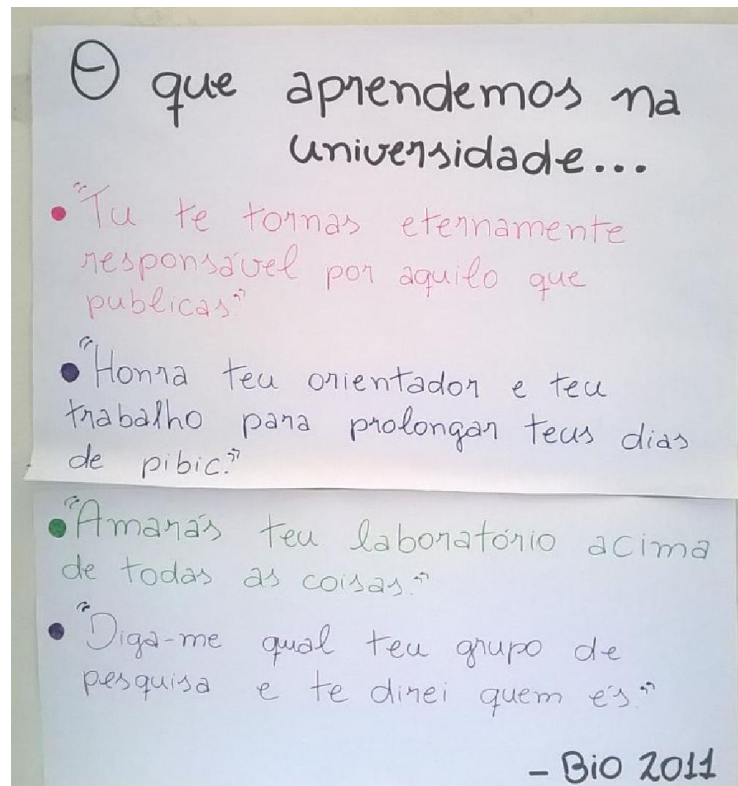 O que aprendemos na
universidade...
• "Tu te tornas eternamente
responsável por aquilo que
publicas"
• "Honra teu orientador e teu
trabalho para prolongar teus dias
de pibic."
• "Amarás teu laboratório acima
de todas as coisas."
• "Diga-me qual teu grupo de
pesquisa e te direi quem és."
- Bio 2011